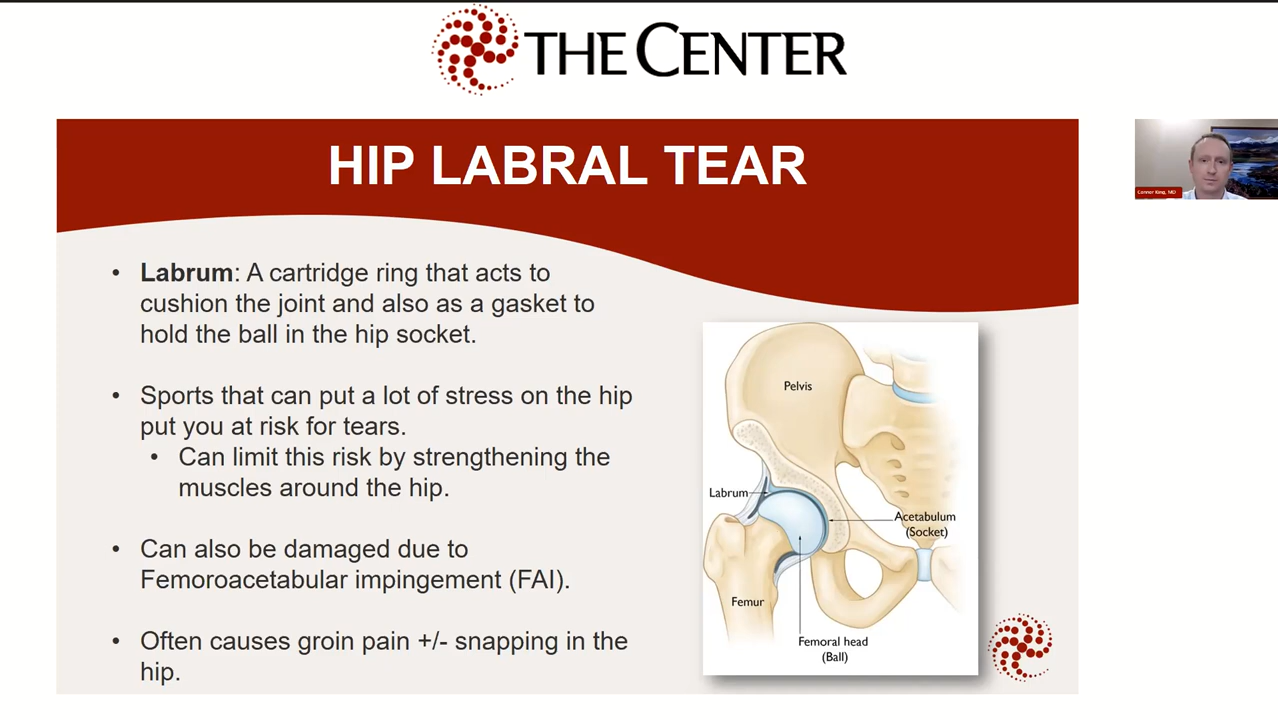 THE CENTER
HIP LABRAL TEAR
• Labrum: A cartridge ring that acts to
cushion the joint and also as a gasket to
hold the ball in the hip socket.
• Sports that can put a lot of stress on the hip
put you at risk for tears.
• Can limit this risk by strengthening the
muscles around the hip.
• Can also be damaged due to
Femoroacetabular impingement (FAI).
• Often causes groin pain +/- snapping in the
hip.
Pelvis
Labrum
Acetabulum
(Socket)
Femur
Femoral head
(Ball)
Conner King, MD